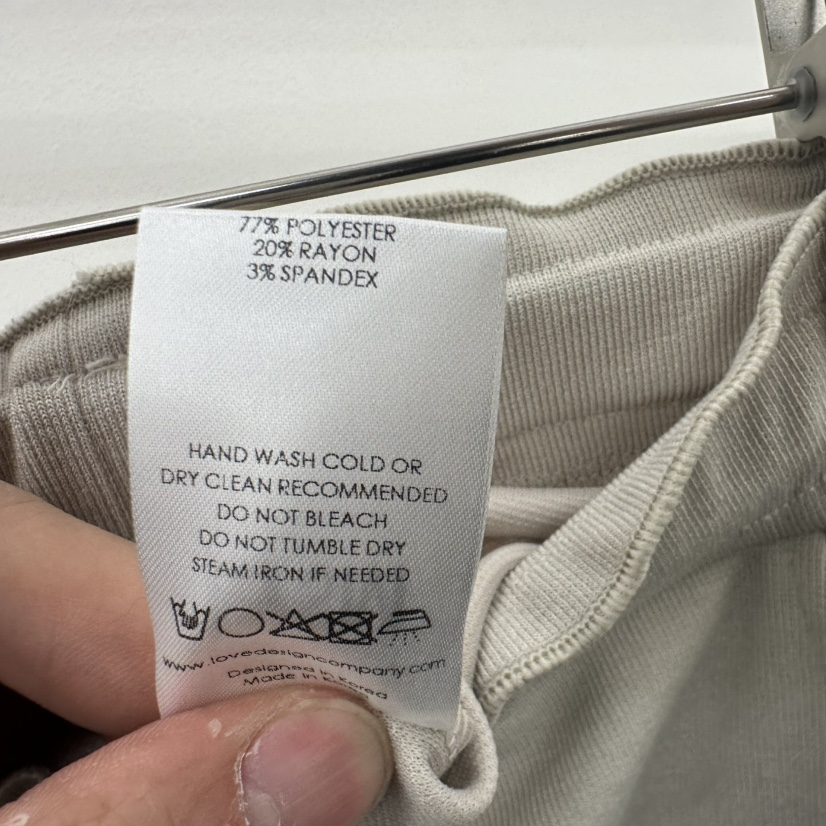 77% POLYESTER
20% RAYON
3% SPANDEX
HAND WASH COLD OR
DRY CLEAN RECOMMENDED
DO NOT BLEACH
DO NOT TUMBLE DRY
STEAM IRON IF NEEDED
www.lovedesigncompany.com
Designed in Korea
Made in